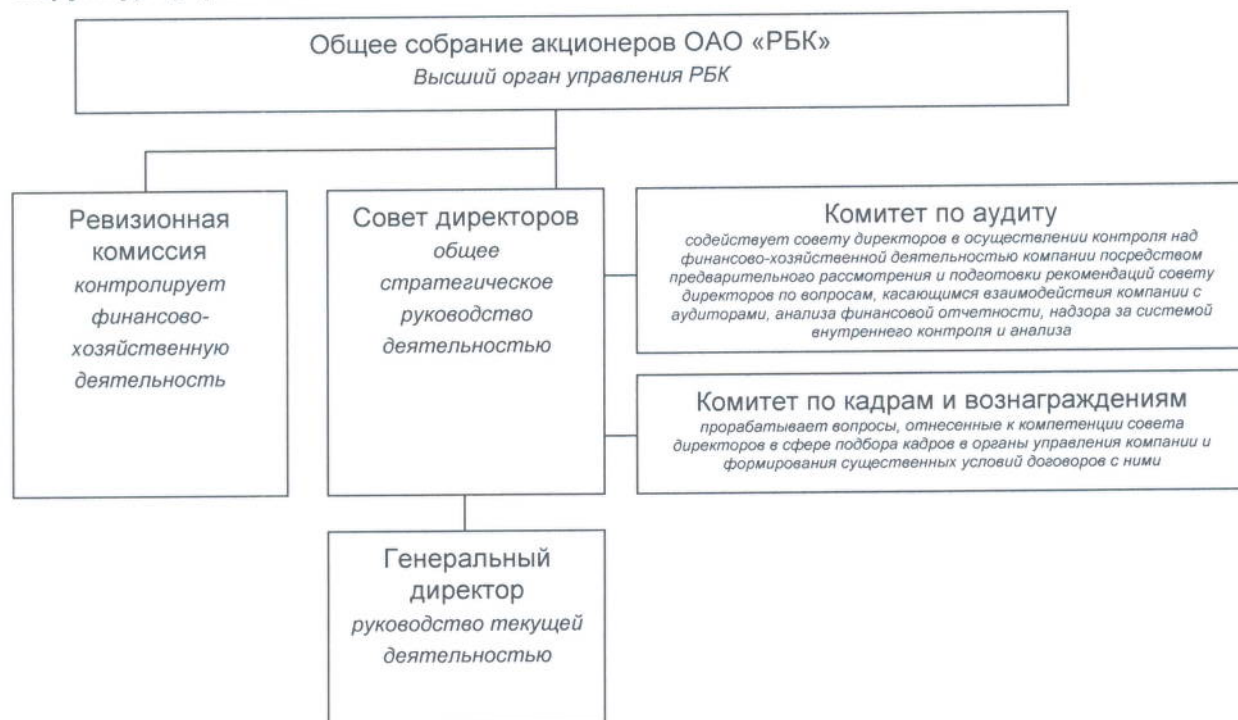 Общее собрание акционеров ОАО «РБК»
Высший орган управления РБК
Ревизионная
комиссия
контролирует
финансово-
хозяйственную
деятельность
Совет директоров
общее
стратегическое
руководство
деятельностью
Комитет по аудиту
содействует совету директоров в осуществлении контроля над
финансово-хозяйственной деятельностью компании посредством
предварительного рассмотрения и подготовки рекомендаций совету
директоров по вопросам, касающимся взаимодействия компании с
аудиторами, анализа финансовой отчетности, надзора за системой
внутреннего контроля и анализа
Комитет по кадрам и вознаграждениям
прорабатывает вопросы, отнесенные к компетенции совета
директоров в сфере подбора кадров в органы управления компании и
формирования существенных условий договоров с ними
Генеральный
директор
руководство текущей
деятельностью